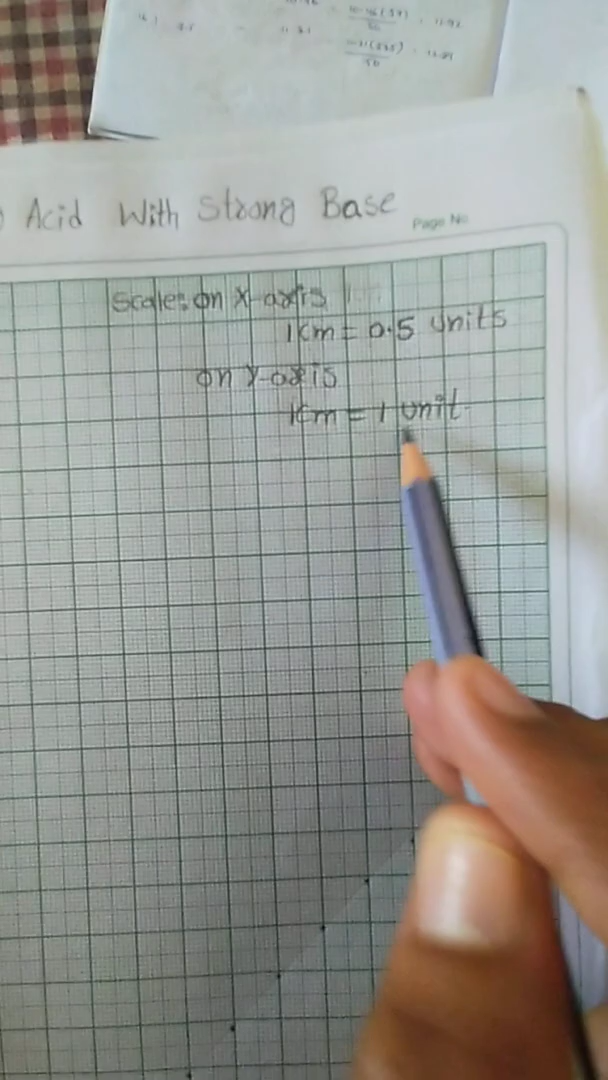 Acid With Strong Base
Page No
Scale: on X-axis
1cm = 0.5 units
on Y-axis
1cm = 1 unit